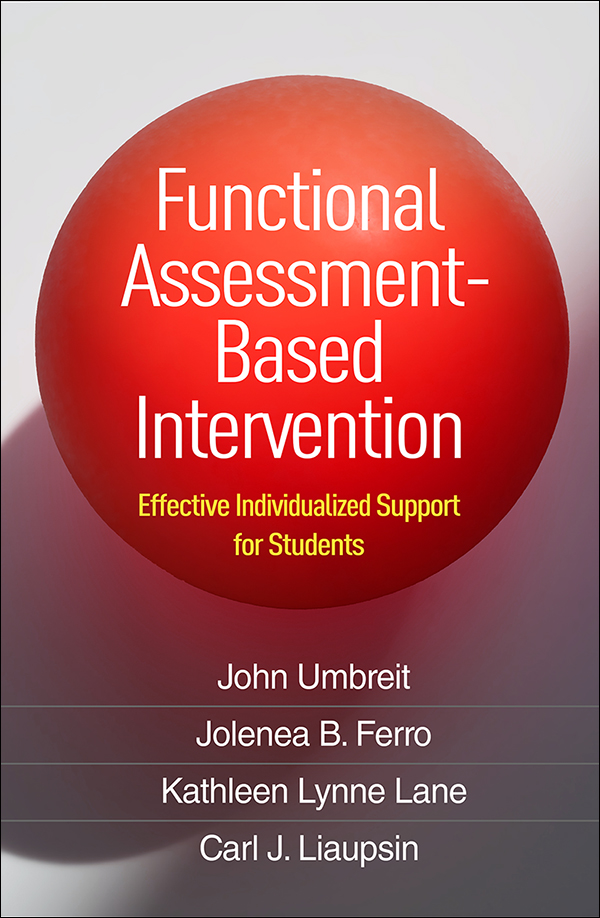 Functional
Assessment-
Based
Intervention
Effective Individualized Support
for Students
John Umbreit
Jolenea B. Ferro
Kathleen Lynne Lane
Carl J. Liaupsin